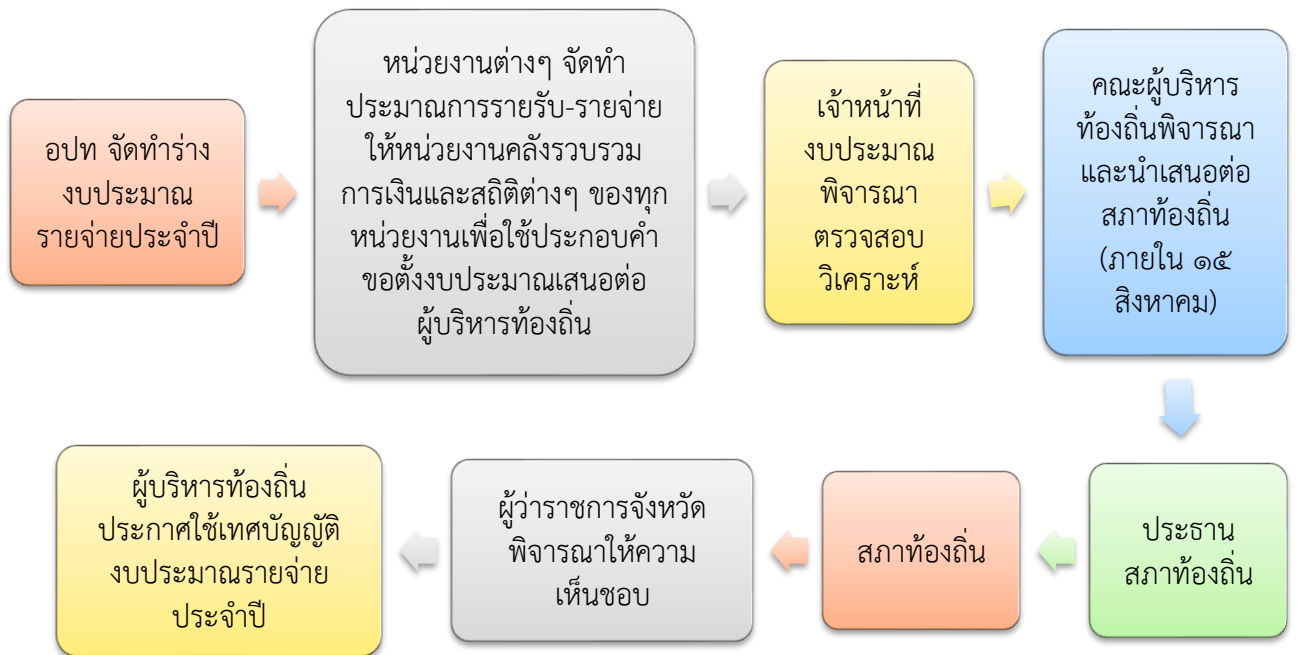 อปท จัดทำร่าง
งบประมาณ
รายจ่ายประจำปี
หน่วยงานต่างๆ จัดทำ
ประมาณการรายรับ-รายจ่าย
ให้หน่วยงานคลังรวบรวม
การเงินและสถิติต่างๆ ของทุก
หน่วยงานเพื่อใช้ประกอบคำ
ขอตั้งงบประมาณเสนอต่อ
ผู้บริหารท้องถิ่น
เจ้าหน้าที่
งบประมาณ
พิจารณา
ตรวจสอบ
วิเคราะห์
คณะผู้บริหาร
ท้องถิ่นพิจารณา
และนำเสนอต่อ
สภาท้องถิ่น
(ภายใน ๑๕
สิงหาคม)
ประธาน
สภาท้องถิ่น
สภาท้องถิ่น
ผู้ว่าราชการจังหวัด
พิจารณาให้ความ
เห็นชอบ
ผู้บริหารท้องถิ่น
ประกาศใช้เทศบัญญัติ
งบประมาณรายจ่าย
ประจำปี